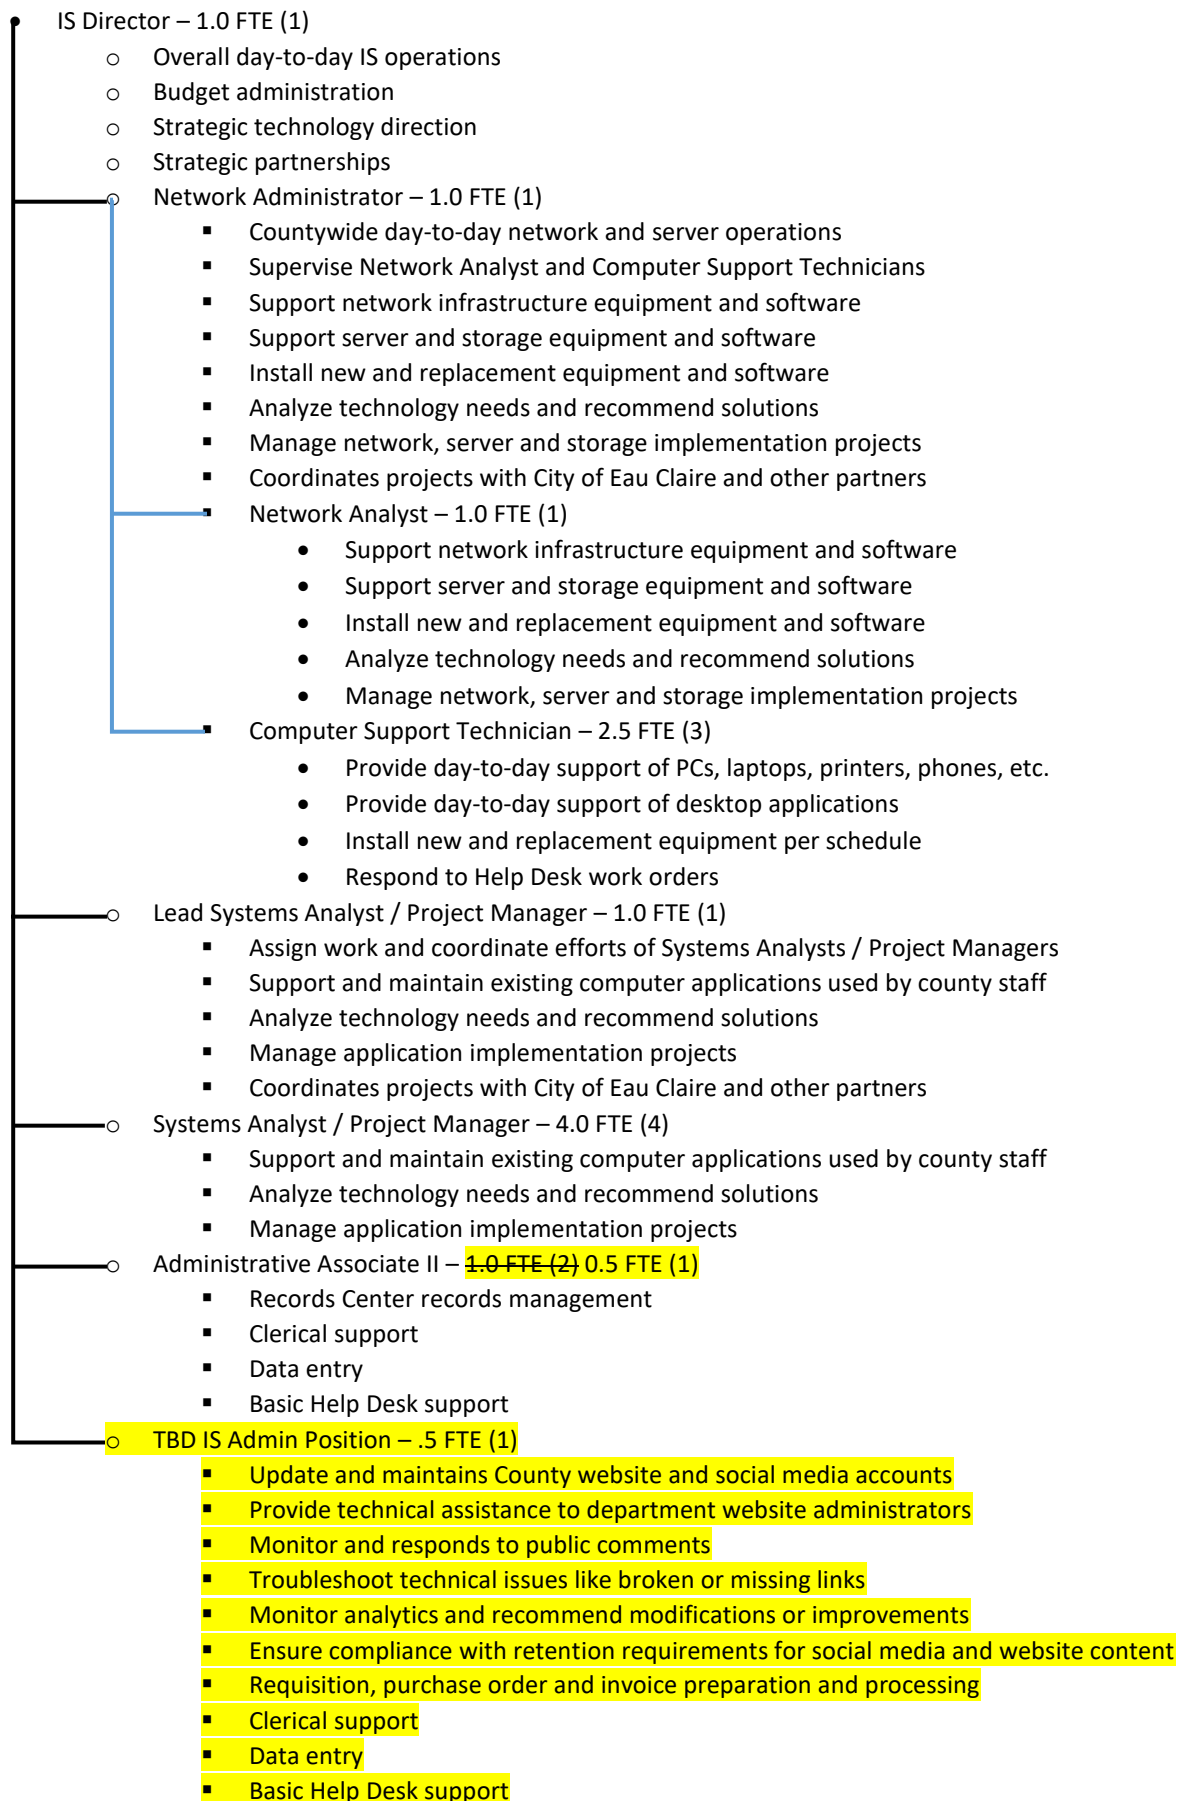 IS Director – 1.0 FTE (1)
Overall day-to-day IS operations
Budget administration
Strategic technology direction
Strategic partnerships
Network Administrator – 1.0 FTE (1)
Countywide day-to-day network and server operations
Supervise Network Analyst and Computer Support Technicians
Support network infrastructure equipment and software
Support server and storage equipment and software
Install new and replacement equipment and software
Analyze technology needs and recommend solutions
Manage network, server and storage implementation projects
Coordinates projects with City of Eau Claire and other partners
Network Analyst – 1.0 FTE (1)
Support network infrastructure equipment and software
Support server and storage equipment and software
Install new and replacement equipment and software
Analyze technology needs and recommend solutions
Manage network, server and storage implementation projects
Computer Support Technician – 2.5 FTE (3)
Provide day-to-day support of PCs, laptops, printers, phones, etc.
Provide day-to-day support of desktop applications
Install new and replacement equipment per schedule
Respond to Help Desk work orders
Lead Systems Analyst / Project Manager – 1.0 FTE (1)
Assign work and coordinate efforts of Systems Analysts / Project Managers
Support and maintain existing computer applications used by county staff
Analyze technology needs and recommend solutions
Manage application implementation projects
Coordinates projects with City of Eau Claire and other partners
Systems Analyst / Project Manager – 4.0 FTE (4)
Support and maintain existing computer applications used by county staff
Analyze technology needs and recommend solutions
Manage application implementation projects
Administrative Associate II – 1.0 FTE (2) 0.5 FTE (1)
Records Center records management
Clerical support
Data entry
Basic Help Desk support
TBD IS Admin Position – .5 FTE (1)
Update and maintains County website and social media accounts
Provide technical assistance to department website administrators
Monitor and responds to public comments
Troubleshoot technical issues like broken or missing links
Monitor analytics and recommend modifications or improvements
Ensure compliance with retention requirements for social media and website content
Requisition, purchase order and invoice preparation and processing
Clerical support
Data entry
Basic Help Desk support